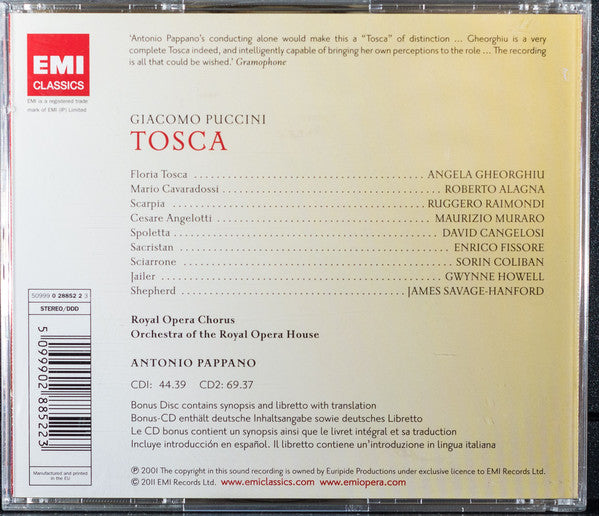 'Antonio Pappano's conducting alone would make this a "Tosca" of distinction ... Gheorghiu is a very
complete Tosca indeed, and intelligently capable of bringing her own perceptions to the role ... The recording
is all that could be wished.' Gramophone
EMI
CLASSICS
EMI is a registered trade
mark of EMI (IP) Limited
GIACOMO PUCCINI
TOSCA
Floria Tosca ... ANGELA GHEORGHIU
Mario Cavaradossi ... ROBERTO ALAGNA
Scarpia ... RUGGERO RAIMONDI
Cesare Angelotti ... MAURIZIO MURARO
Spoletta ... DAVID CANGELOSI
Sacristan ... ENRICO FISSORE
Sciarrone ... SORIN COLIBAN
Jailer ... GWYNNE HOWELL
Shepherd ... JAMES SAVAGE-HANFORD
Royal Opera Chorus
Orchestra of the Royal Opera House
ANTONIO PAPPANO
CD1: 44.39 CD2: 69.37
50999 0 28852 2 3
STEREO/DDD
5 099902 885223
Manufactured and printed
in the EU
Bonus Disc contains synopsis and libretto with translation
Bonus-CD enthält deutsche Inhaltsangabe sowie deutsches Libretto
Le CD bonus contient un synopsis ainsi que le livret intégral et sa traduction
Incluye introducción en español. Il libretto contiene un'introduzione in lingua italiana
℗ 2001 The copyright in this sound recording is owned by Euripide Productions under exclusive licence to EMI Records Ltd.
© 2011 EMI Records Ltd. www.emiclassics.com www.emiopera.com